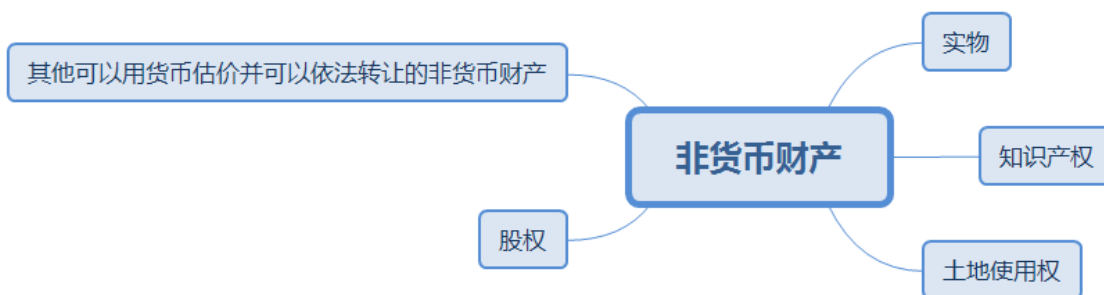 实物
其他可以用货币估价并可以依法转让的非货币财产
非货币财产
知识产权
股权
土地使用权